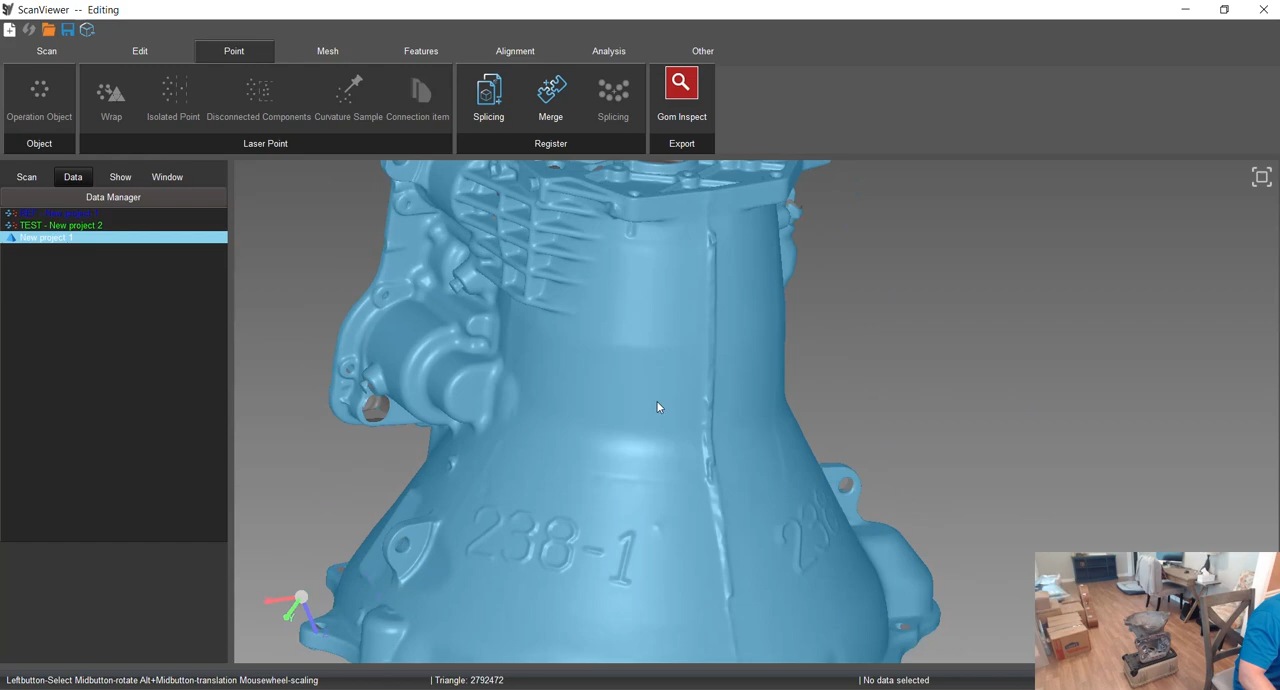 ScanViewer -- Editing
Scan Edit Point Mesh Features Alignment Analysis Other
Operation Object Wrap Isolated Point Disconnected Components Curvature Sample Connection item Splicing Merge Splicing Gom Inspect
Object Laser Point Register Export
Scan Data Show Window
Data Manager
TEST - New project 2
New project 1
238-1
Leftbutton-Select Midbutton-rotate Alt+Midbutton-translation Mousewheel-scaling | Triangle: 2792472 | No data selected